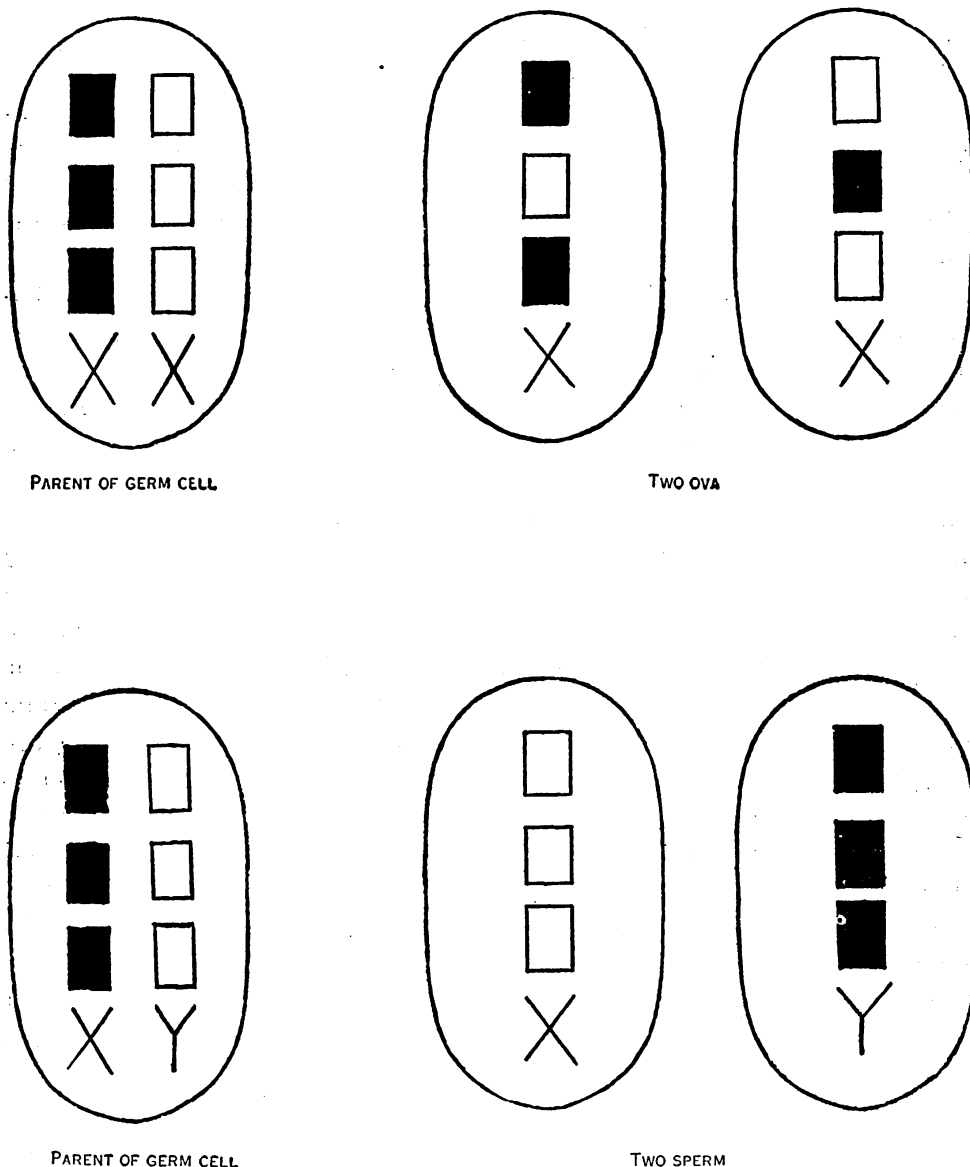 X X
X
X
PARENT OF GERM CELL
TWO OVA
X Y
X
Y
PARENT OF GERM CELL
TWO SPERM